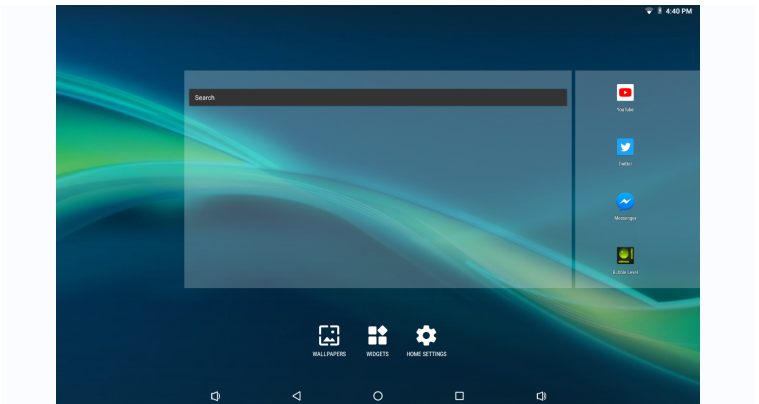 4:40 PM
Search
YouTube
Twitter
Messenger
Bubble Level
WALLPAPERS
WIDGETS
HOME SETTINGS